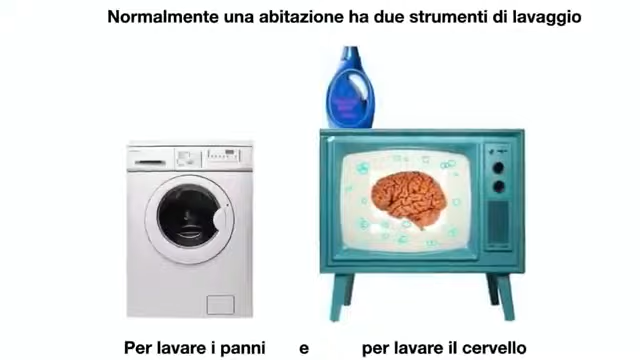 Normalmente una abitazione ha due strumenti di lavaggio
Per lavare i panni e per lavare il cervello